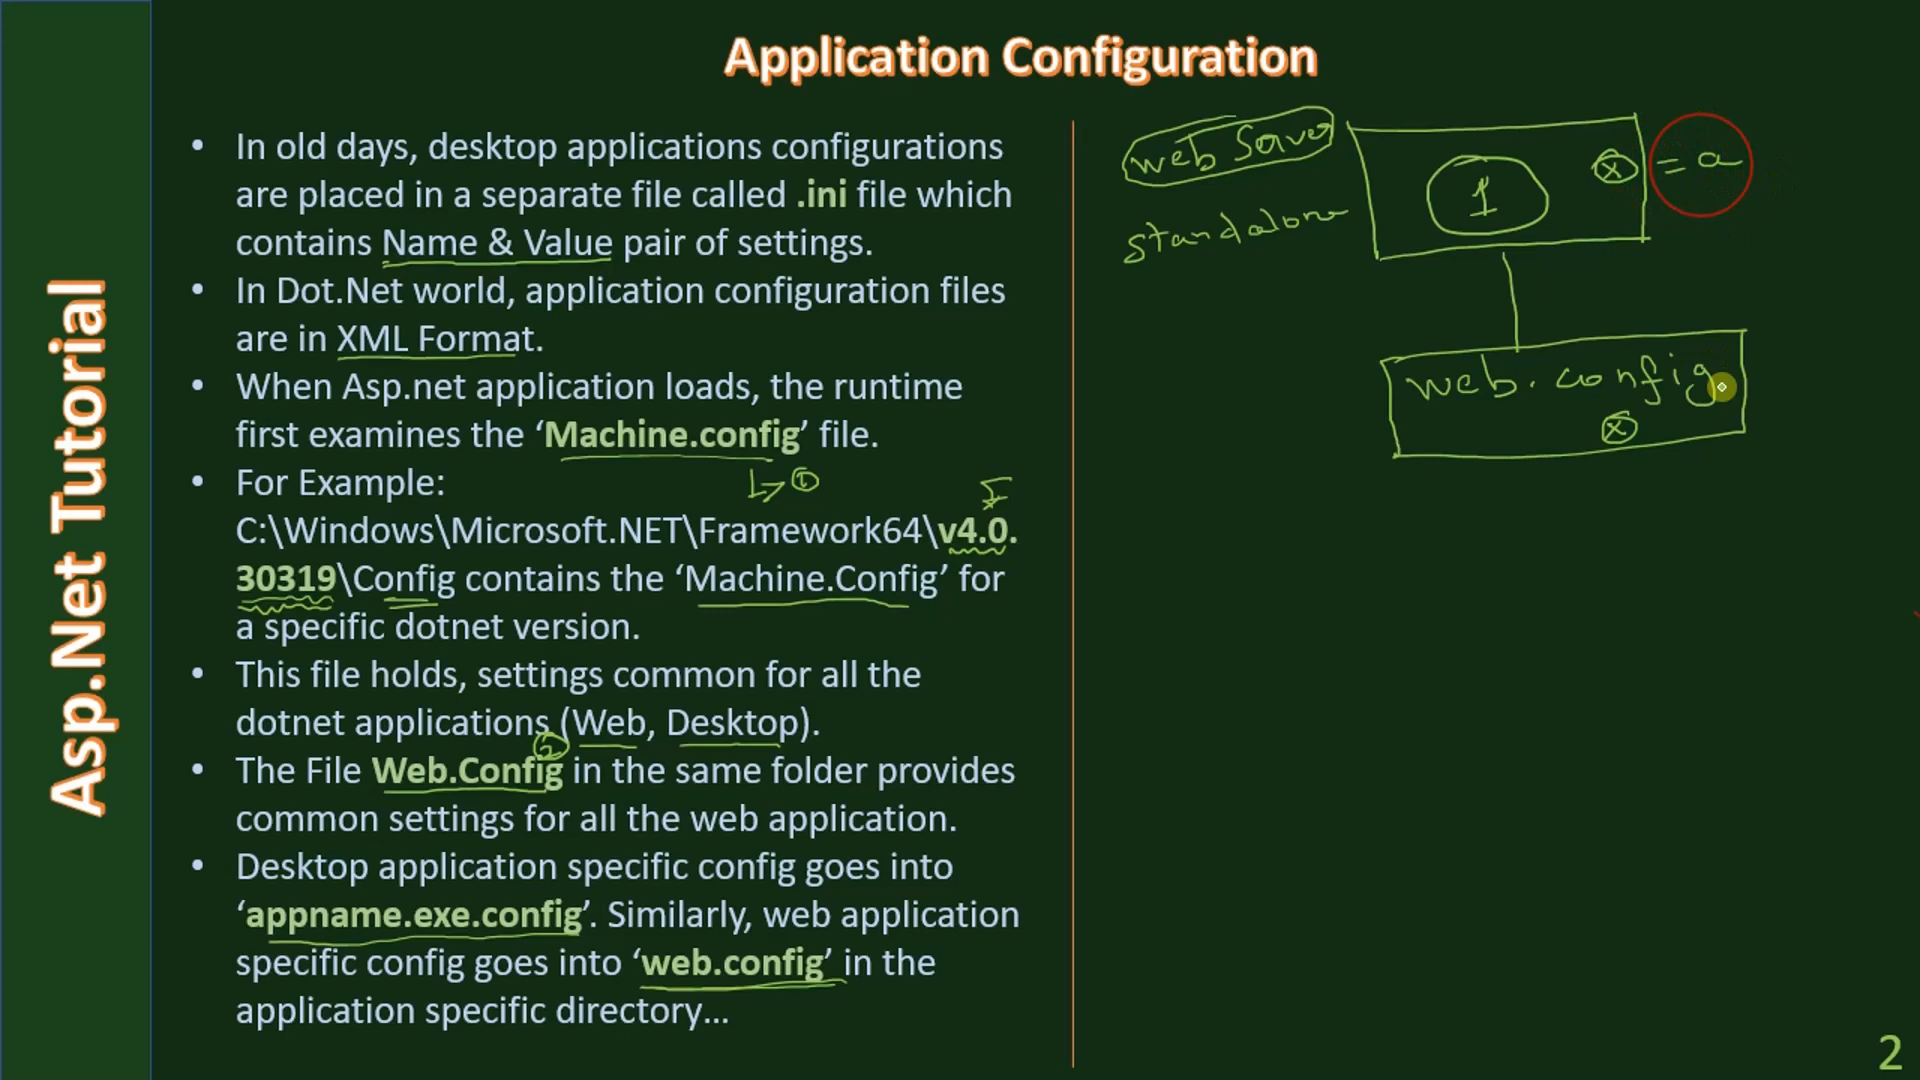 Application Configuration
Asp.Net Tutorial
• In old days, desktop applications configurations
are placed in a separate file called .ini file which
contains Name & Value pair of settings.
• In Dot.Net world, application configuration files
are in XML Format.
• When Asp.net application loads, the runtime
first examines the ‘Machine.config’ file.
• For Example:
C:\Windows\Microsoft.NET\Framework64\v4.0.
30319\Config contains the ‘Machine.Config’ for
a specific dotnet version.
• This file holds, settings common for all the
dotnet applications (Web, Desktop).
• The File Web.Config in the same folder provides
common settings for all the web application.
• Desktop application specific config goes into
‘appname.exe.config’. Similarly, web application
specific config goes into ‘web.config’ in the
application specific directory...
1
2
web Server
standalone
1
x = a
web.config
x
2